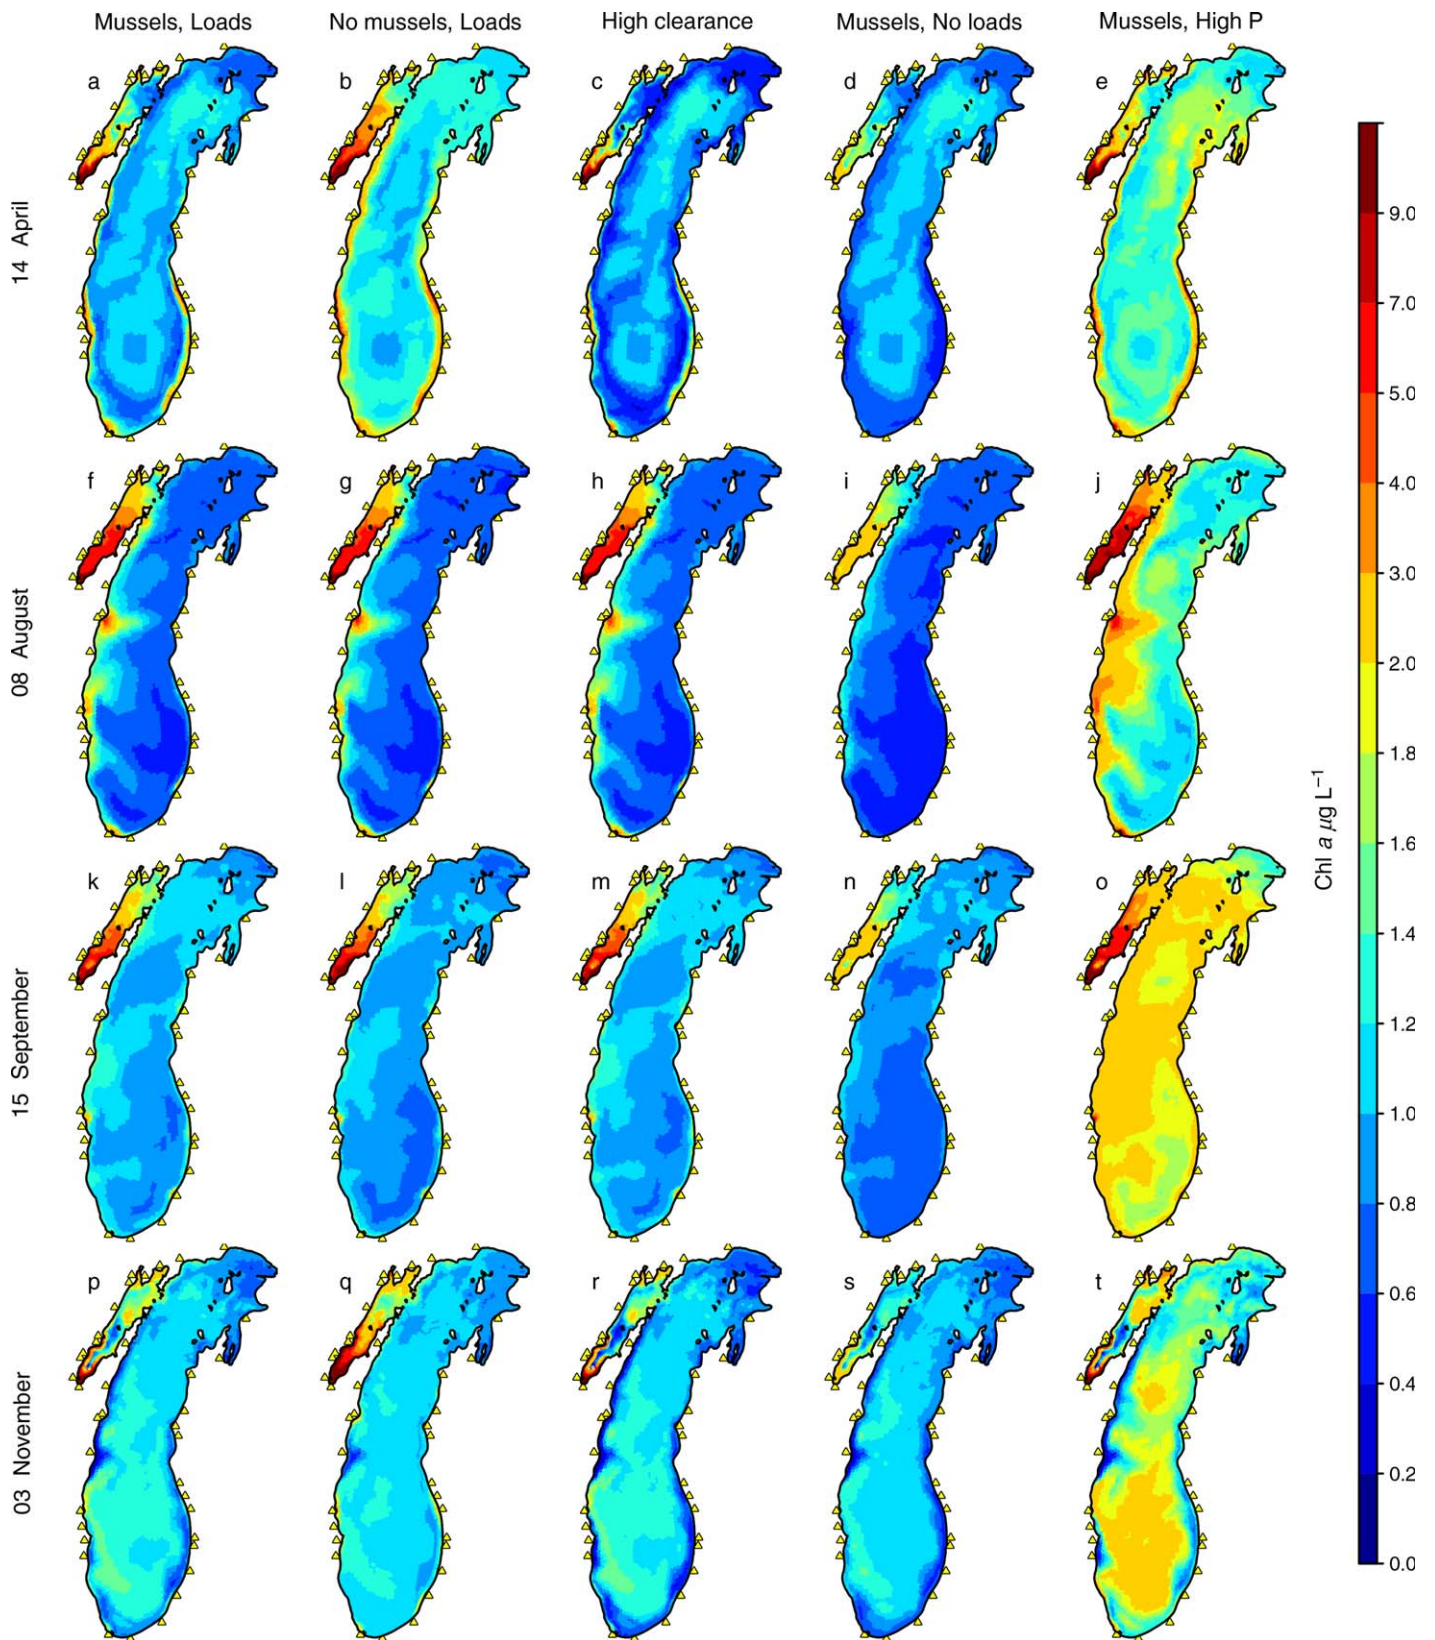 Mussels, Loads No mussels, Loads High clearance Mussels, No loads Mussels, High P
14 April
a b c d e
08 August
f g h i j
15 September
k l m n o
03 November
p q r s t
9.0
7.0
5.0
4.0
3.0
2.0
1.8
1.6
1.4
1.2
1.0
0.8
0.6
0.4
0.2
0.0
Chl a μg L⁻¹